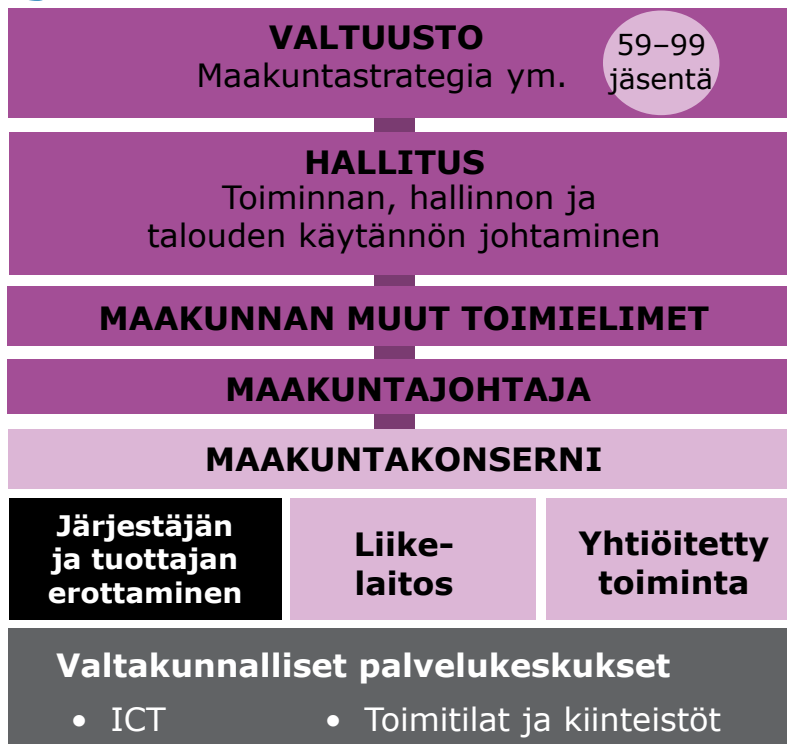 VALTUUSTO
Maakuntastrategia ym.
59–99
jäsentä
HALLITUS
Toiminnan, hallinnon ja
talouden käytännön johtaminen
MAAKUNNAN MUUT TOIMIELIMET
MAAKUNTAJOHTAJA
MAAKUNTAKONSERNI
Järjestäjän
ja tuottajan
erottaminen
Liike-
laitos
Yhtiöitetty
toiminta
Valtakunnalliset palvelukeskukset
• ICT
• Toimitilat ja kiinteistöt